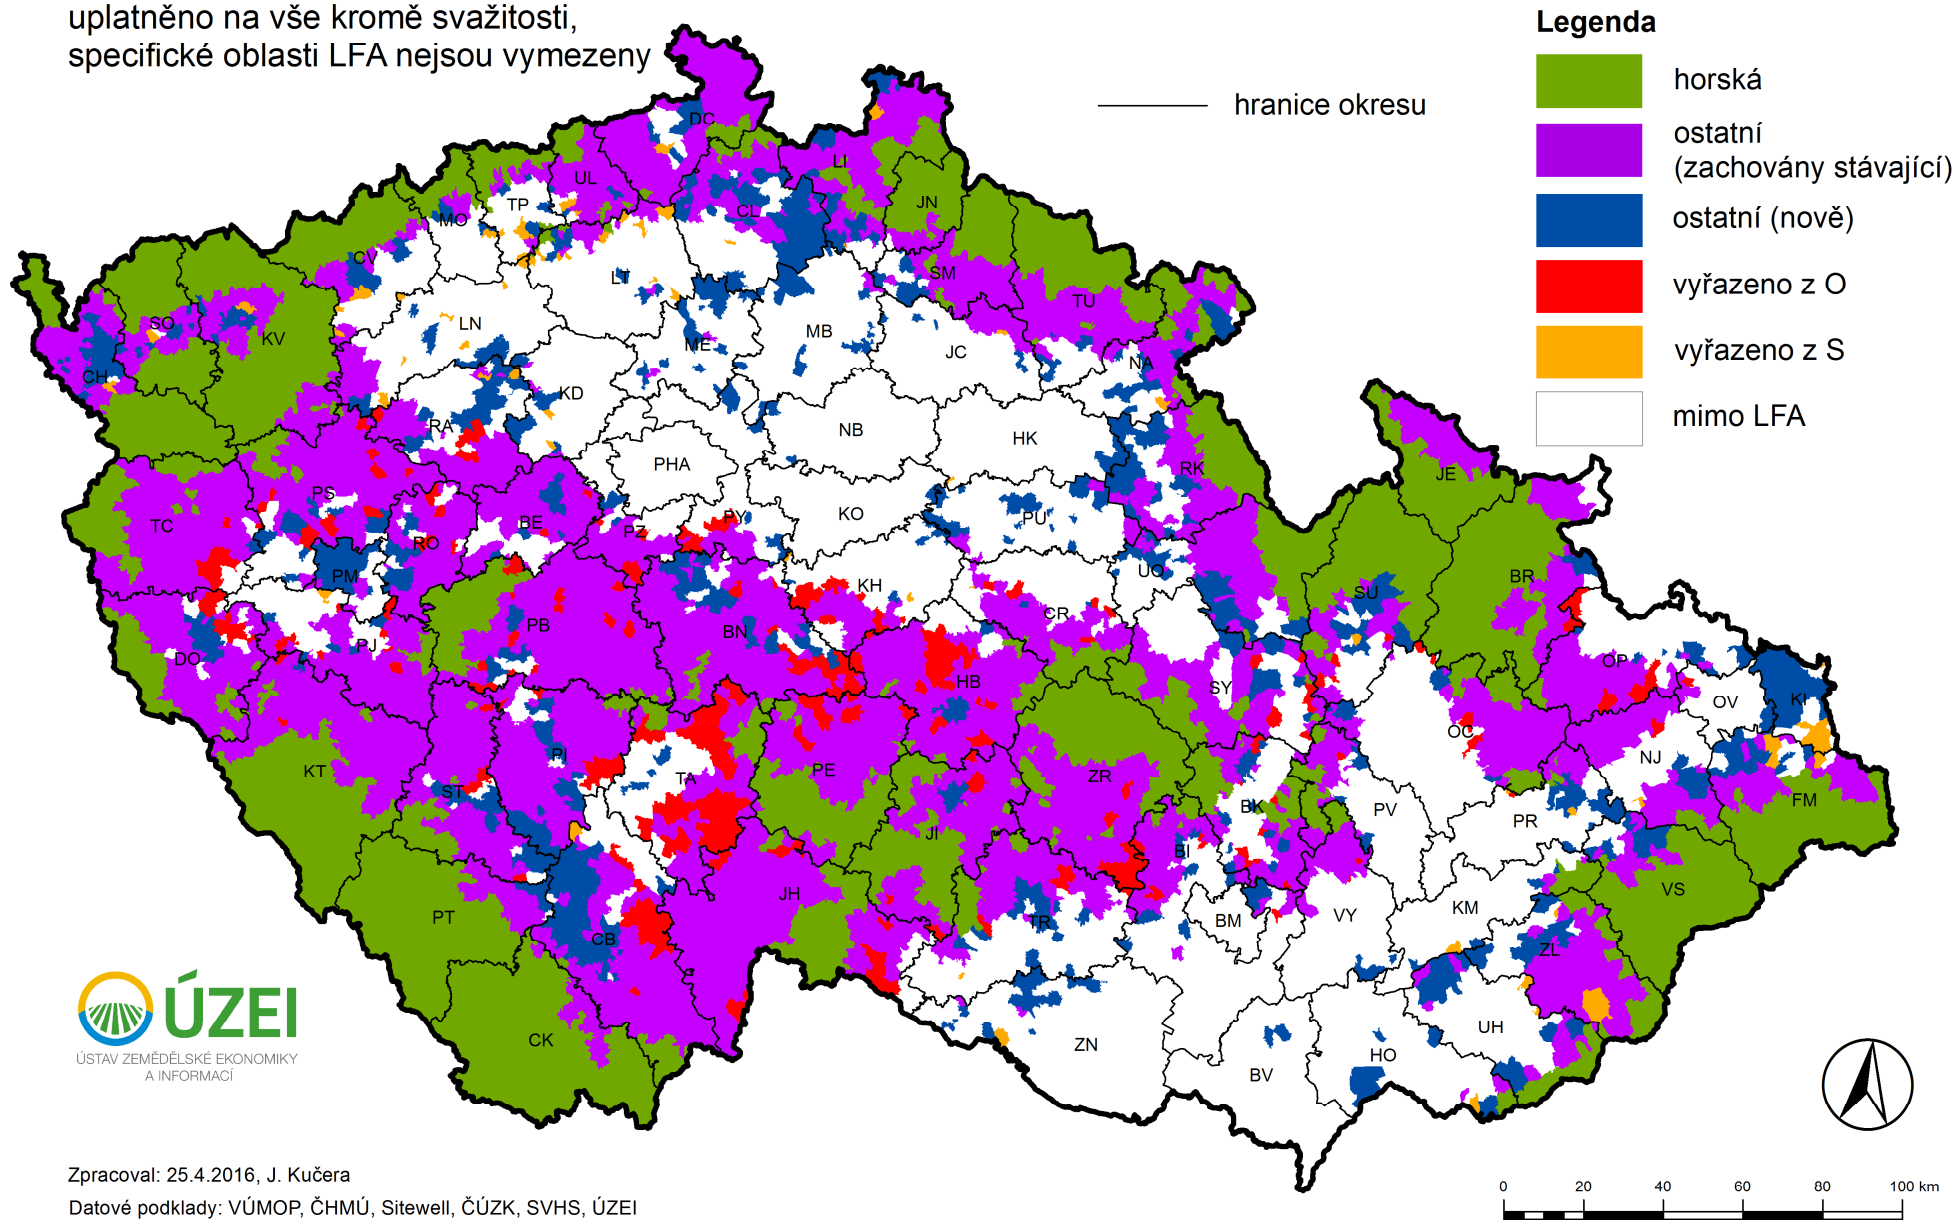 uplatněno na vše kromě svažitosti,
specifické oblasti LFA nejsou vymezeny
hranice okresu
Legenda
horská
ostatní
(zachovány stávající)
ostatní (nově)
vyřazeno z O
vyřazeno z S
mimo LFA
DC
LI
UL
JN
TP
MO
CL
CV
LT
SM
TU
SO
KV
LN
ME
MB
JC
CH
KD
NA
RA
NB
HK
PHA
RK
JE
PS
TC
BE
PZ
PY
KO
PU
RO
PM
KH
UO
BR
SU
PB
BN
CR
PJ
DO
OP
HB
SY
OV
KI
OC
PI
KT
TA
PE
ZR
NJ
ST
BK
PV
PR
FM
JI
BI
JH
VS
PT
TR
BM
VY
KM
CB
ZL
CK
ZN
UH
HO
BV
ÚZEI
ÚSTAV ZEMĚDĚLSKÉ EKONOMIKY
A INFORMACÍ
Zpracoval: 25.4.2016, J. Kučera
Datové podklady: VÚMOP, ČHMÚ, Sitewell, ČÚZK, SVHS, ÚZEI
0 20 40 60 80 100 km